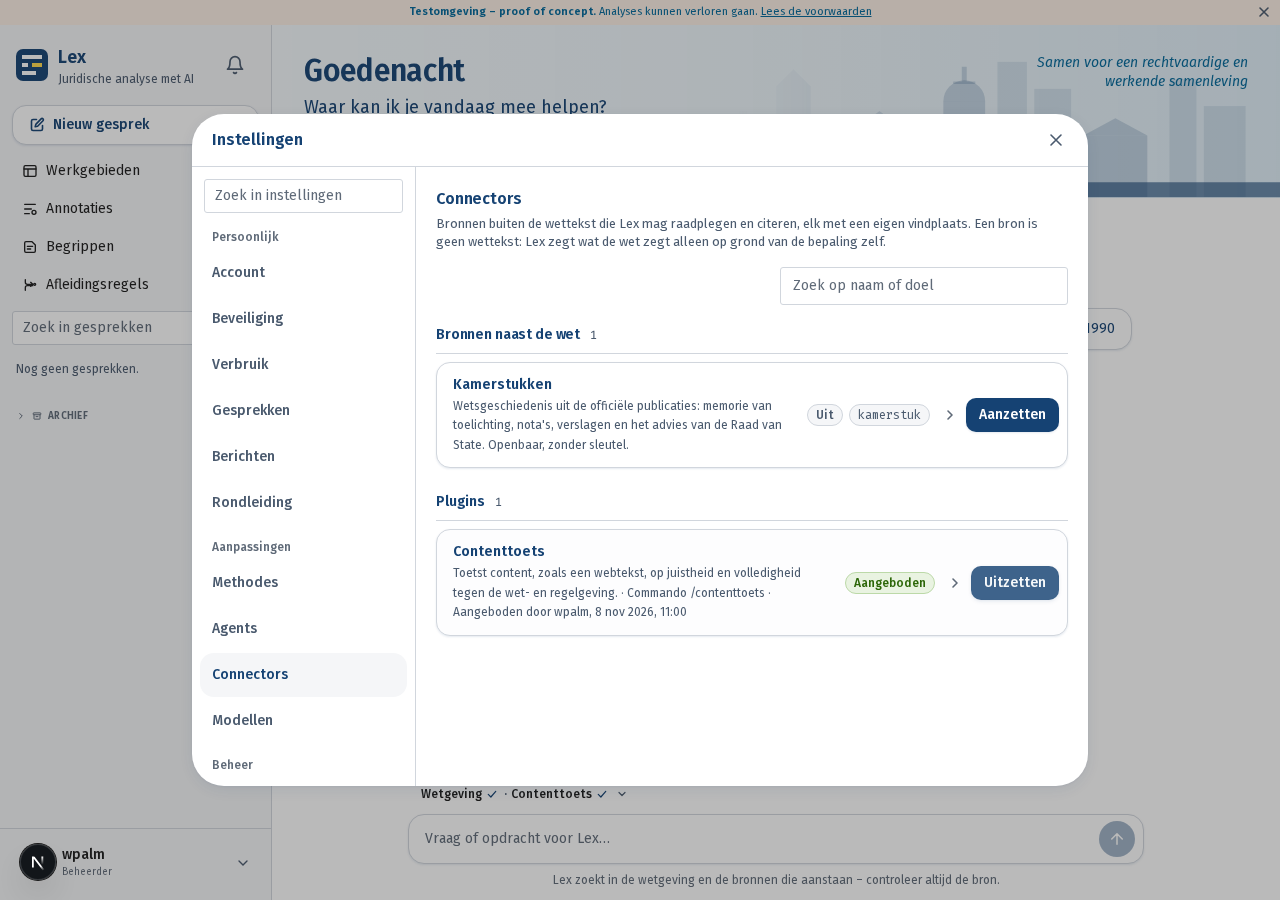 Testomgeving – proof of concept. Analyses kunnen verloren gaan. Lees de voorwaarden
Lex
Juridische analyse met AI
Nieuw gesprek
Werkgebieden
Annotaties
Begrippen
Afleidingsregels
Zoek in gesprekken
Nog geen gesprekken.
ARCHIEF
wpalm
Beheerder
Goedenacht
Waar kan ik je vandaag mee helpen?
Samen voor een rechtvaardige en
werkende samenleving
1990
Instellingen
Zoek in instellingen
Persoonlijk
Account
Beveiliging
Verbruik
Gesprekken
Berichten
Rondleiding
Aanpassingen
Methodes
Agents
Connectors
Modellen
Beheer
Connectors
Bronnen buiten de wettekst die Lex mag raadplegen en citeren, elk met een eigen vindplaats. Een bron is
geen wettekst: Lex zegt wat de wet zegt alleen op grond van de bepaling zelf.
Zoek op naam of doel
Bronnen naast de wet 1
Kamerstukken
Wetsgeschiedenis uit de officiële publicaties: memorie van
toelichting, nota's, verslagen en het advies van de Raad van
State. Openbaar, zonder sleutel.
Uit kamerstuk Aanzetten
Plugins 1
Contenttoets
Toetst content, zoals een webtekst, op juistheid en volledigheid
tegen de wet- en regelgeving. · Commando /contenttoets ·
Aangeboden door wpalm, 8 nov 2026, 11:00
Aangeboden Uitzetten
Wetgeving · Contenttoets
Vraag of opdracht voor Lex…
Lex zoekt in de wetgeving en de bronnen die aanstaan – controleer altijd de bron.